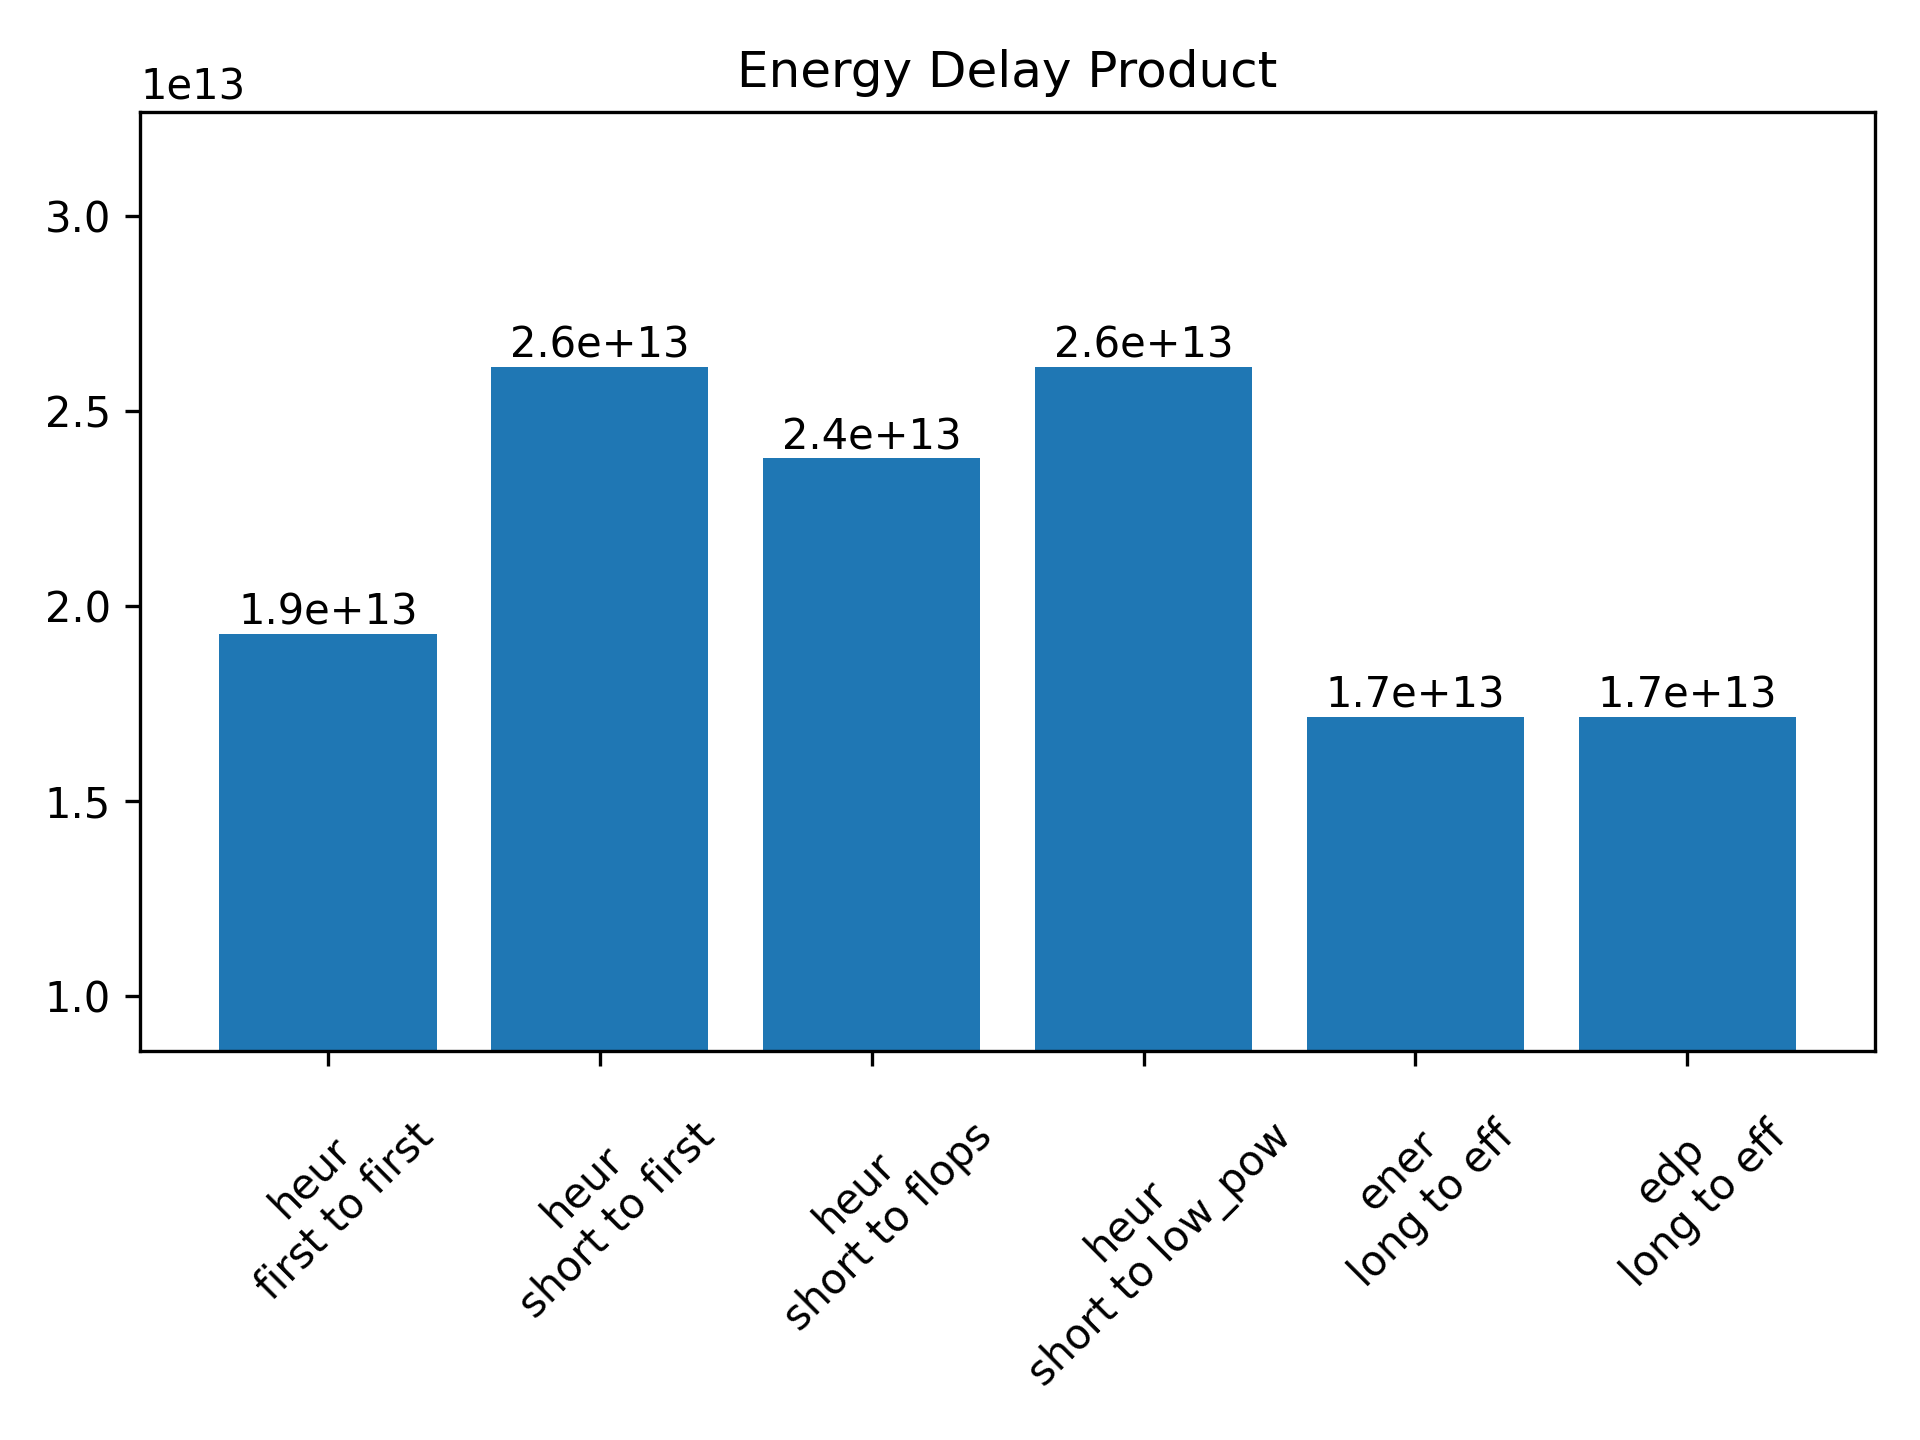 Energy Delay Product
1e13
3.0
2.5
2.0
1.5
1.0
1.9e+13
2.6e+13
2.4e+13
2.6e+13
1.7e+13
1.7e+13
heur
first to first
heur
short to first
heur
short to flops
heur
short to low_pow
ener
long to eff
edp
long to eff